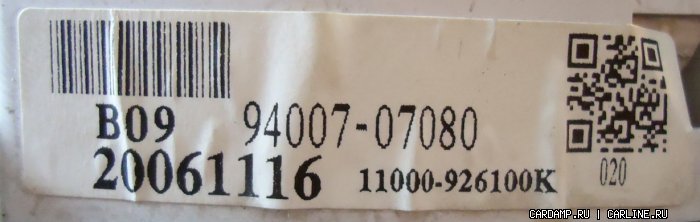 B09 94007-07080
20061116 11000-926100K
020
CARDAMP.RU | CARLINE.RU